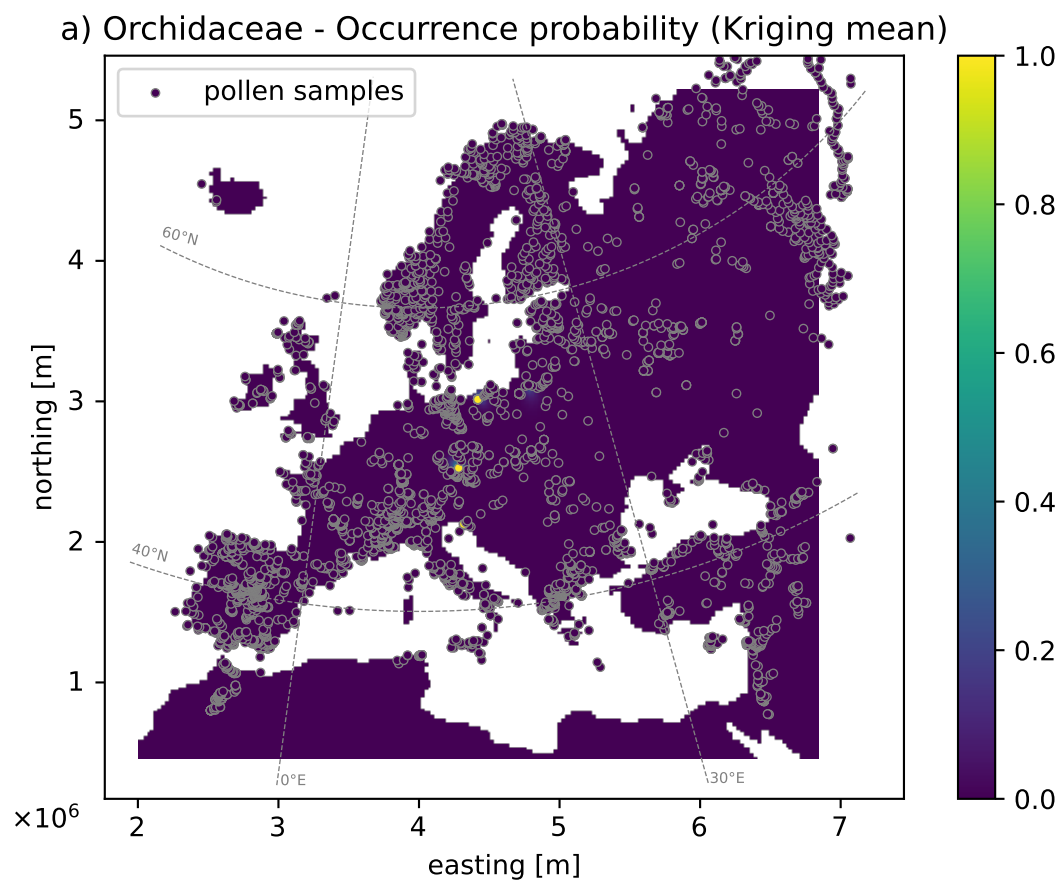 a) Orchidaceae - Occurrence probability (Kriging mean)
pollen samples
60°N
40°N
0°E
30°E
northing [m]
5
4
3
2
1
×10⁶
2
3
4
5
6
7
easting [m]
1.0
0.8
0.6
0.4
0.2
0.0